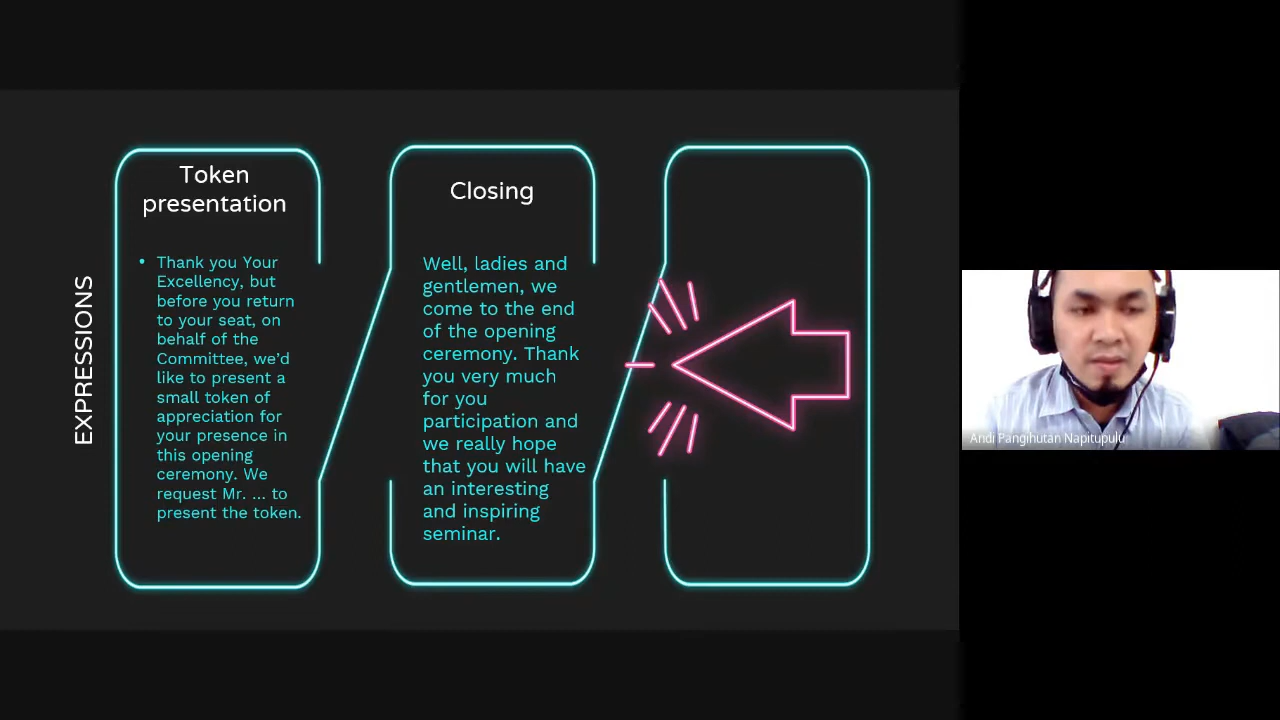 EXPRESSIONS
Token
presentation
• Thank you Your
Excellency, but
before you return
to your seat, on
behalf of the
Committee, we’d
like to present a
small token of
appreciation for
your presence in
this opening
ceremony. We
request Mr. ... to
present the token.
Closing
Well, ladies and
gentlemen, we
come to the end
of the opening
ceremony. Thank
you very much
for you
participation and
we really hope
that you will have
an interesting
and inspiring
seminar.
Andi Pangihutan Napitupulu